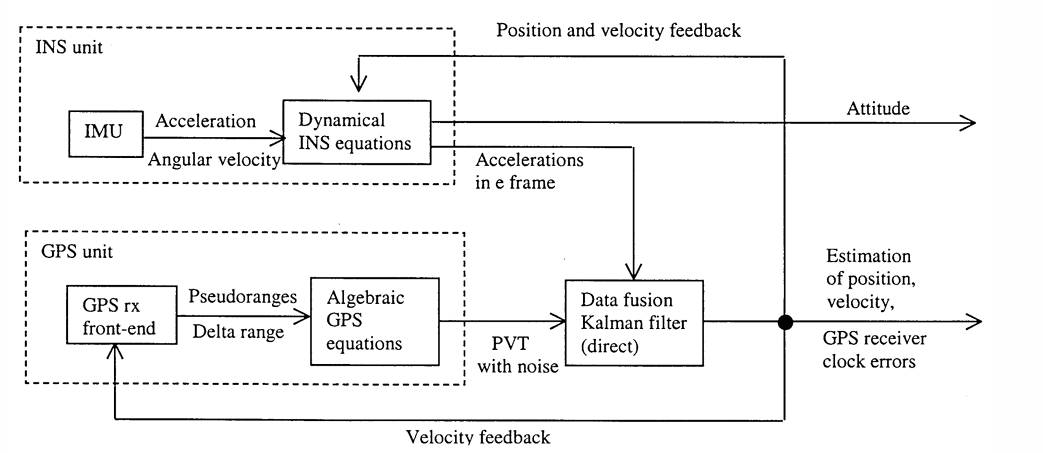 Position and velocity feedback
INS unit
IMU
Acceleration
Angular velocity
Dynamical
INS equations
Attitude
Accelerations
in e frame
GPS unit
GPS rx
front-end
Pseudoranges
Delta range
Algebraic
GPS
equations
PVT
with noise
Data fusion
Kalman filter
(direct)
Estimation
of position,
velocity,
GPS receiver
clock errors
Velocity feedback